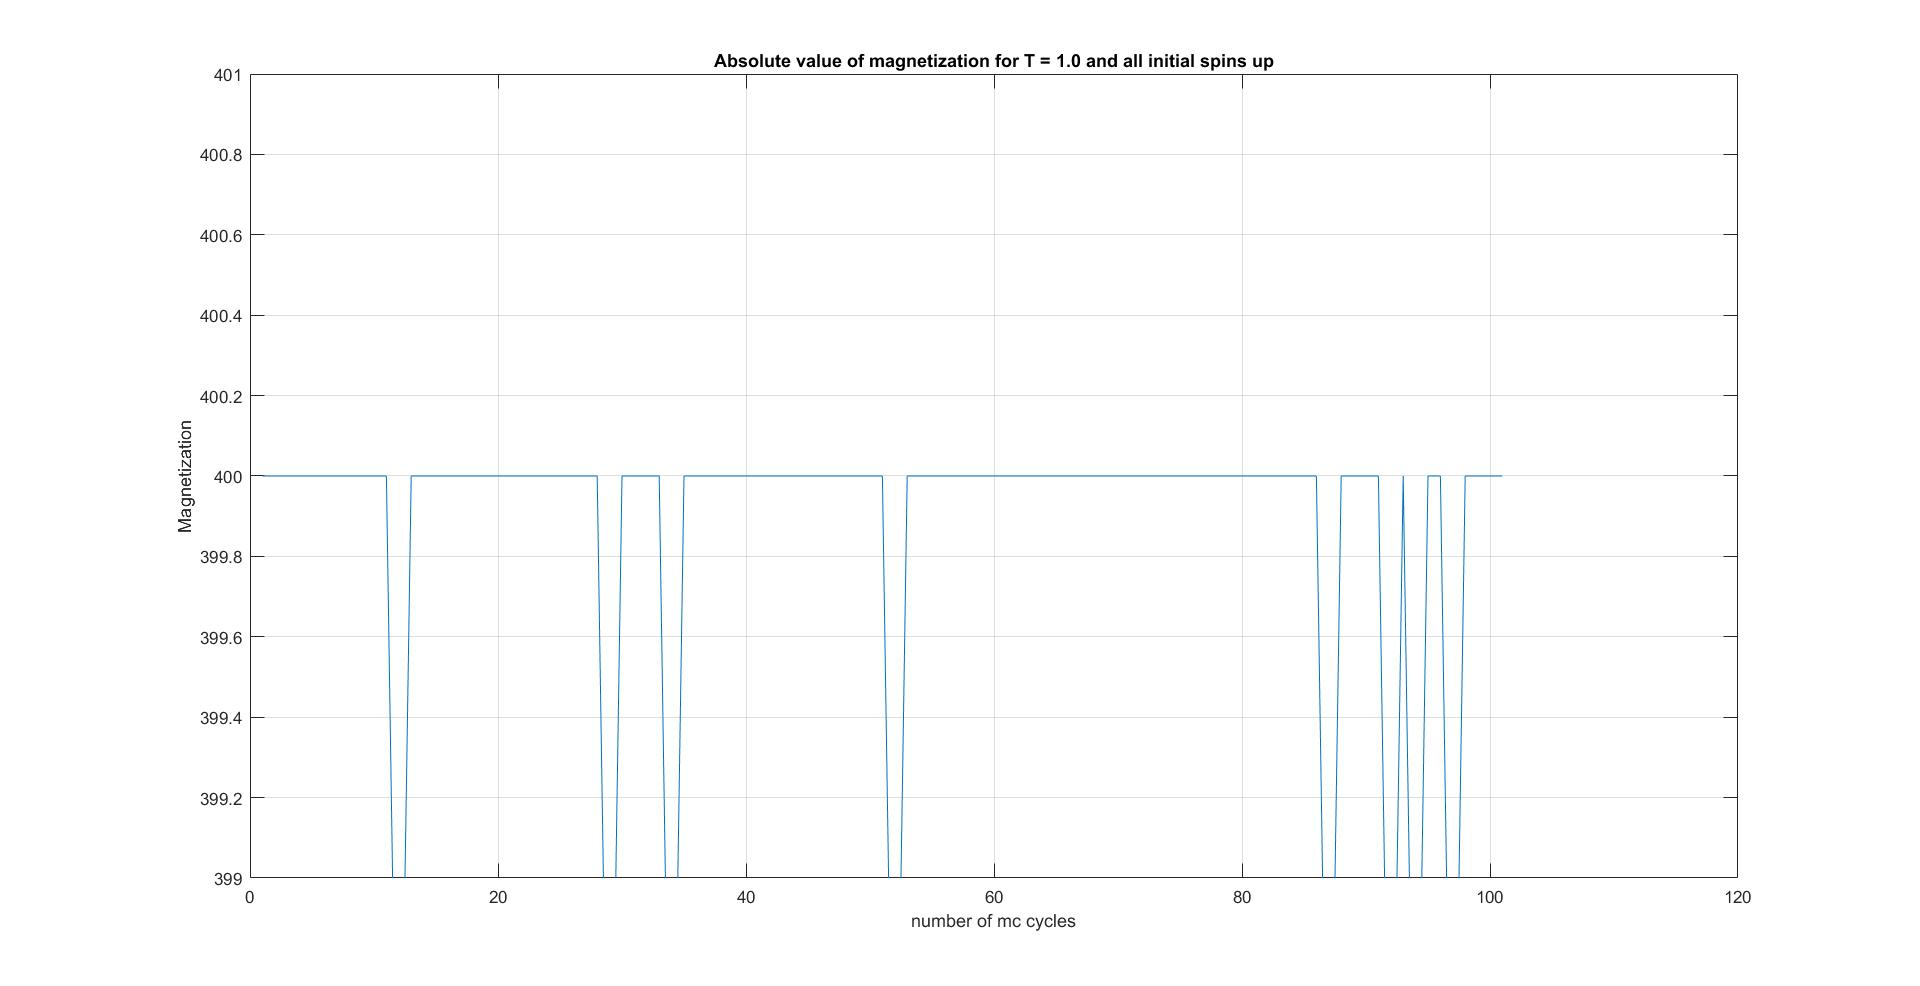 Absolute value of magnetization for T = 1.0 and all initial spins up
401
400.8
400.6
400.4
400.2
400
399.8
399.6
399.4
399.2
399
Magnetization
0 20 40 60 80 100 120
number of mc cycles